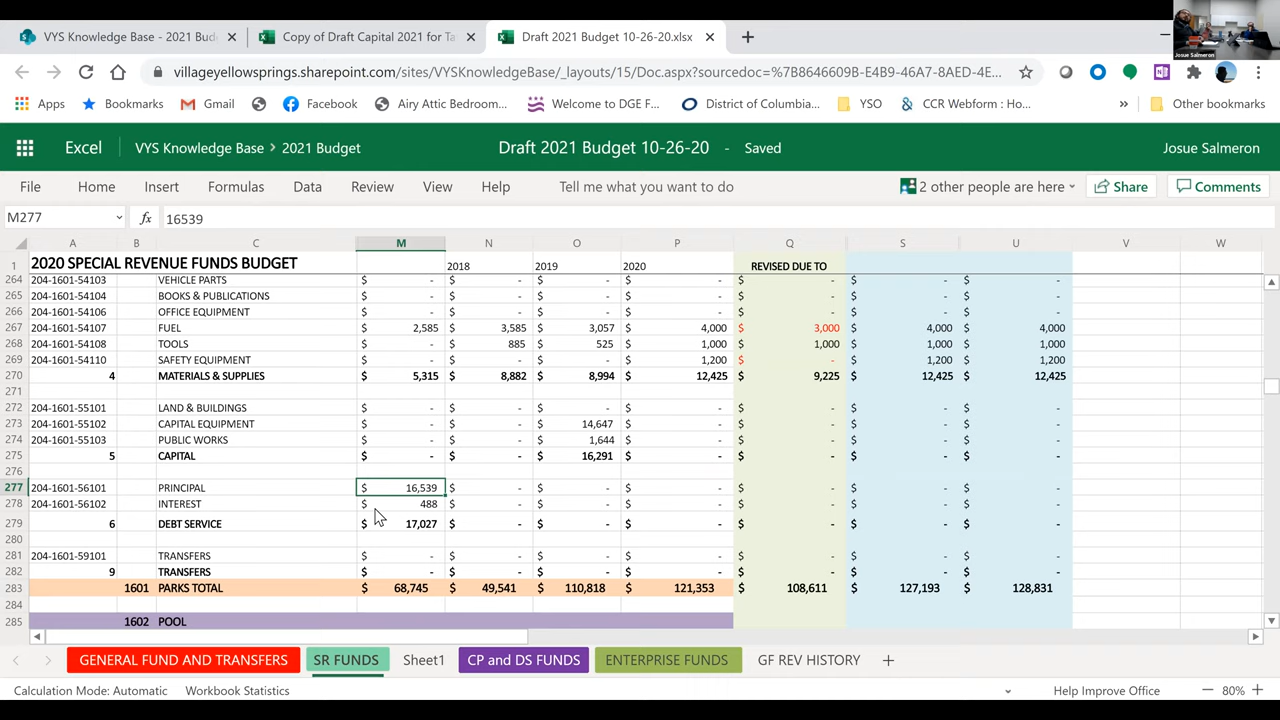 VYS Knowledge Base - 2021 Bud × Copy of Draft Capital 2021 for Ta × Draft 2021 Budget 10-26-20.xlsx × +
Josue Salmeron
villageyellowsprings.sharepoint.com/sites/VYSKnowledgeBase/_layouts/15/Doc.aspx?sourcedoc=%7B8646609B-E4B9-46A7-8AED-4E...
Apps Bookmarks Gmail Facebook Airy Attic Bedroom... Welcome to DGE F... District of Columbia... YSO CCR Webform : Ho... » Other bookmarks
Excel VYS Knowledge Base > 2021 Budget Draft 2021 Budget 10-26-20 - Saved Josue Salmeron
File Home Insert Formulas Data Review View Help Tell me what you want to do 2 other people are here Share Comments
M277 fx 16539
A B C M N O P Q S U V W
1 2020 SPECIAL REVENUE FUNDS BUDGET 2018 2019 2020 REVISED DUE TO
264 204-1601-54103 VEHICLE PARTS $ - $ - $ - $ - $ - $ - $ -
265 204-1601-54104 BOOKS & PUBLICATIONS $ - $ - $ - $ - $ - $ - $ -
266 204-1601-54106 OFFICE EQUIPMENT $ - $ - $ - $ - $ - $ - $ -
267 204-1601-54107 FUEL $ 2,585 $ 3,585 $ 3,057 $ 4,000 $ 3,000 $ 4,000 $ 4,000
268 204-1601-54108 TOOLS $ - $ 885 $ 525 $ 1,000 $ 1,000 $ 1,000 $ 1,000
269 204-1601-54110 SAFETY EQUIPMENT $ - $ - $ - $ 1,200 $ - $ 1,200 $ 1,200
270 4 MATERIALS & SUPPLIES $ 5,315 $ 8,882 $ 8,994 $ 12,425 $ 9,225 $ 12,425 $ 12,425
271
272 204-1601-55101 LAND & BUILDINGS $ - $ - $ - $ - $ - $ - $ -
273 204-1601-55102 CAPITAL EQUIPMENT $ - $ - $ 14,647 $ - $ - $ - $ -
274 204-1601-55103 PUBLIC WORKS $ - $ - $ 1,644 $ - $ - $ - $ -
275 5 CAPITAL $ - $ - $ 16,291 $ - $ - $ - $ -
276
277 204-1601-56101 PRINCIPAL $ 16,539 $ - $ - $ - $ - $ - $ -
278 204-1601-56102 INTEREST $ 488 $ - $ - $ - $ - $ - $ -
279 6 DEBT SERVICE $ 17,027 $ - $ - $ - $ - $ - $ -
280
281 204-1601-59101 TRANSFERS $ - $ - $ - $ - $ - $ - $ -
282 9 TRANSFERS $ - $ - $ - $ - $ - $ - $ -
283 1601 PARKS TOTAL $ 68,745 $ 49,541 $ 110,818 $ 121,353 $ 108,611 $ 127,193 $ 128,831
284
285 1602 POOL
GENERAL FUND AND TRANSFERS SR FUNDS Sheet1 CP and DS FUNDS ENTERPRISE FUNDS GF REV HISTORY +
Calculation Mode: Automatic Workbook Statistics Help Improve Office — 80% +